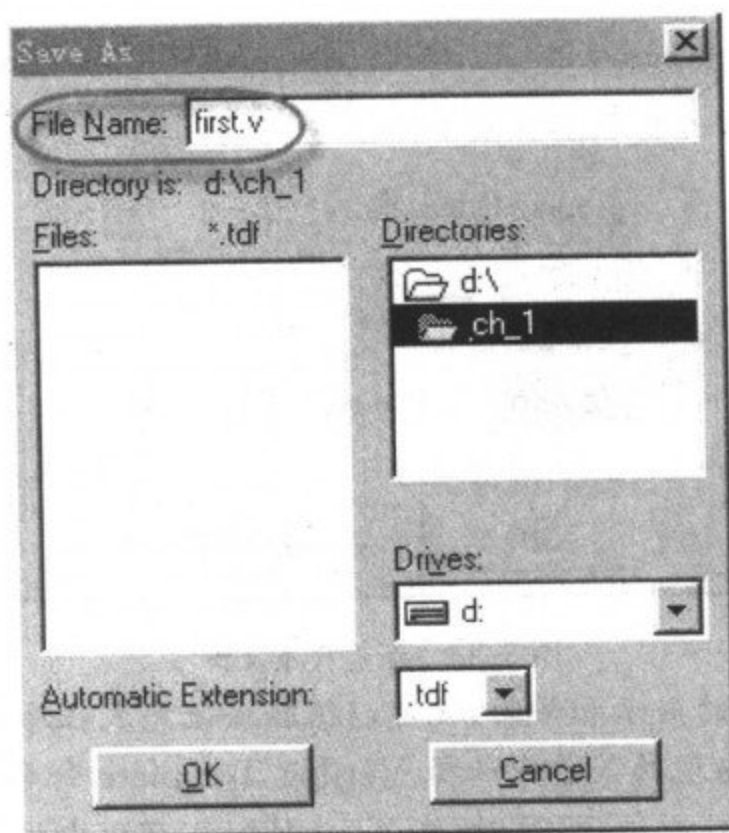 Save As
File Name: first.v
Directory is: d:\ch_1
Files: *.tdf
Directories:
d:\
ch_1
Drives:
d:
Automatic Extension: .tdf
OK Cancel